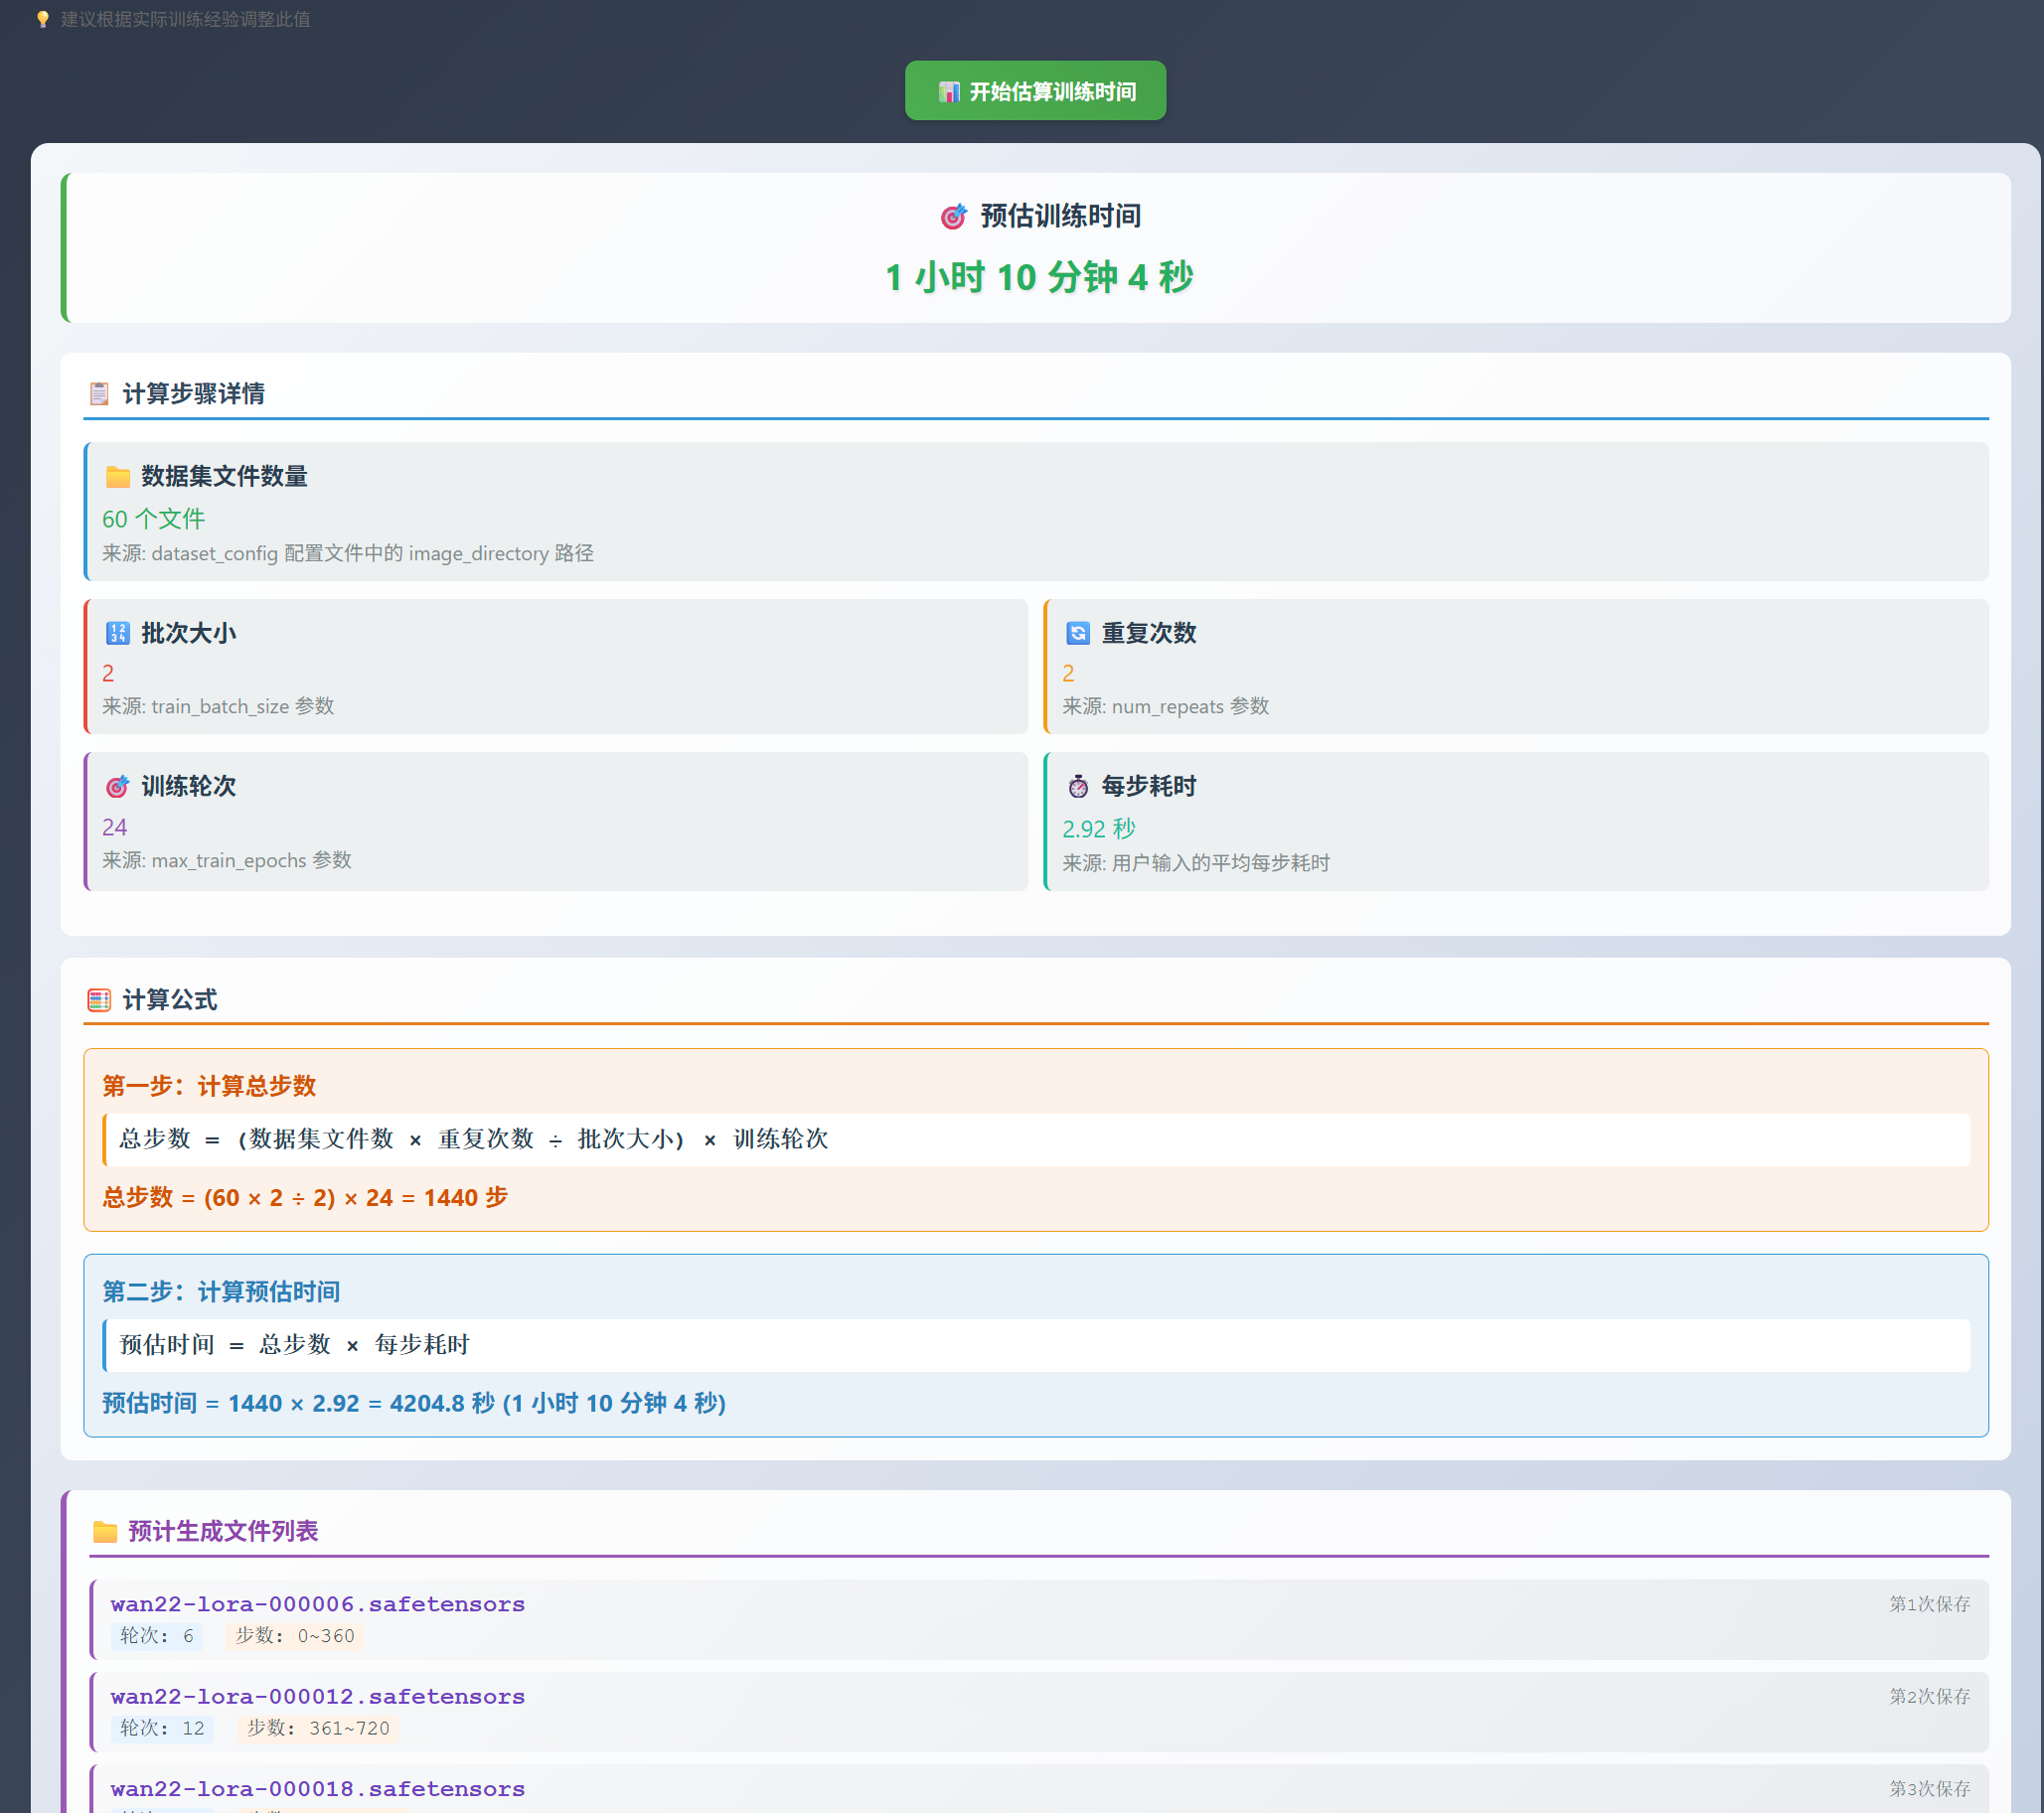 建议根据实际训练经验调整此值
开始估算训练时间
预估训练时间
1 小时 10 分钟 4 秒
计算步骤详情
数据集文件数量
60 个文件
来源: dataset_config 配置文件中的 image_directory 路径
批次大小
2
来源: train_batch_size 参数
重复次数
2
来源: num_repeats 参数
训练轮次
24
来源: max_train_epochs 参数
每步耗时
2.92 秒
来源: 用户输入的平均每步耗时
计算公式
第一步：计算总步数
总步数 = (数据集文件数 × 重复次数 ÷ 批次大小) × 训练轮次
总步数 = (60 × 2 ÷ 2) × 24 = 1440 步
第二步：计算预估时间
预估时间 = 总步数 × 每步耗时
预估时间 = 1440 × 2.92 = 4204.8 秒 (1 小时 10 分钟 4 秒)
预计生成文件列表
wan22-lora-000006.safetensors
第1次保存
轮次: 6 步数: 0~360
wan22-lora-000012.safetensors
第2次保存
轮次: 12 步数: 361~720
wan22-lora-000018.safetensors
第3次保存